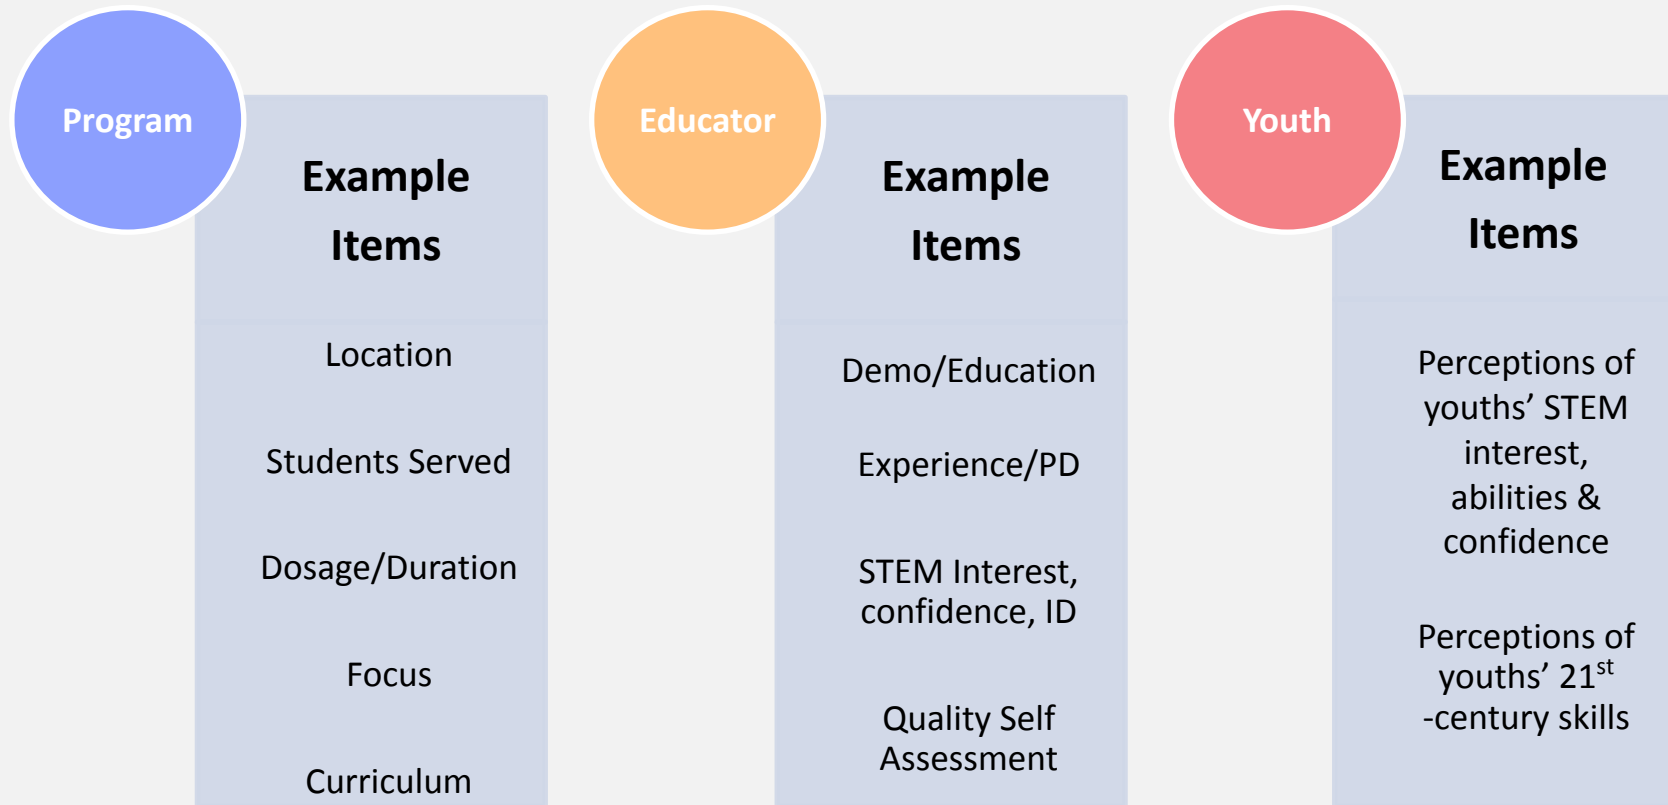 Program
Example
Items
Location
Students Served
Dosage/Duration
Focus
Curriculum
Educator
Example
Items
Demo/Education
Experience/PD
STEM Interest,
confidence, ID
Quality Self
Assessment
Youth
Example
Items
Perceptions of
youths’ STEM
interest,
abilities &
confidence
Perceptions of
youths’ 21st
-century skills